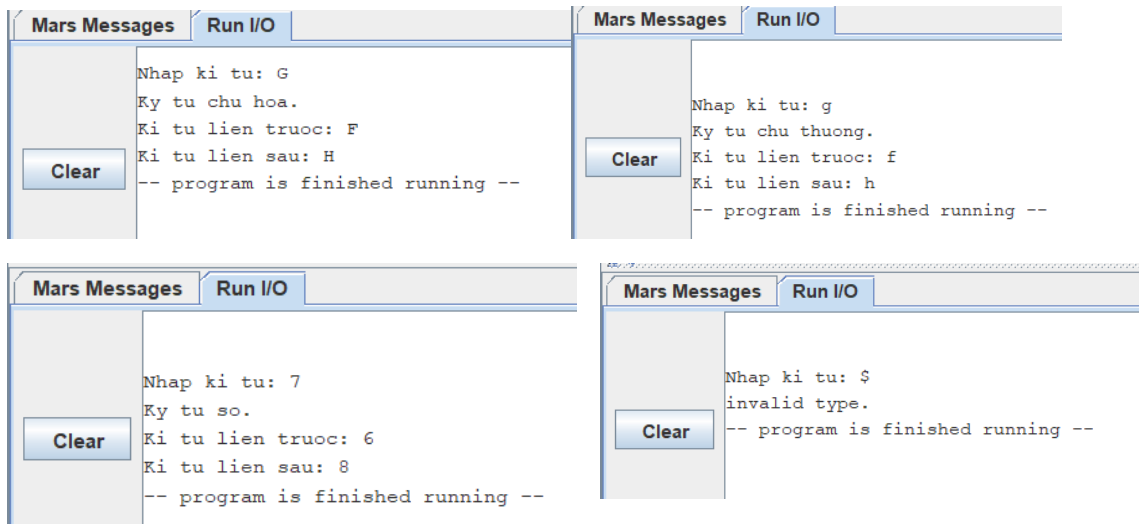 Mars Messages
Run I/O
Clear
Nhap ki tu: G
Ky tu chu hoa.
Ki tu lien truoc: F
Ki tu lien sau: H
-- program is finished running --
Mars Messages
Run I/O
Clear
Nhap ki tu: g
Ky tu chu thuong.
Ki tu lien truoc: f
Ki tu lien sau: h
-- program is finished running --
Mars Messages
Run I/O
Clear
Nhap ki tu: 7
Ky tu so.
Ki tu lien truoc: 6
Ki tu lien sau: 8
-- program is finished running --
Mars Messages
Run I/O
Clear
Nhap ki tu: $
invalid type.
-- program is finished running --